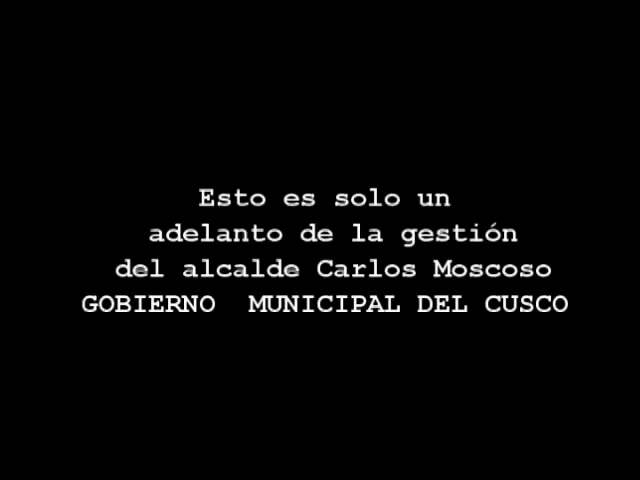 Esto es solo un
adelanto de la gestión
del alcalde Carlos Moscoso
GOBIERNO MUNICIPAL DEL CUSCO